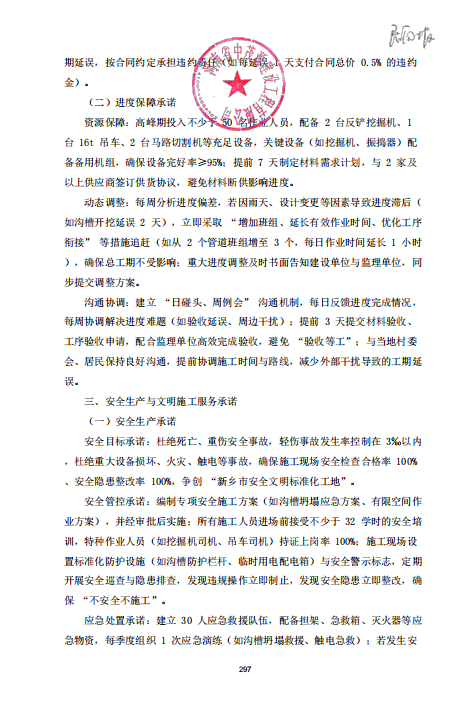 期延误，按合同约定承担违约责任（如每延误 1 天支付合同总价 0.5% 的违约
金）。
（二）进度保障承诺
资源保障：高峰期投入不少于 50 名作业人员，配备 2 台反铲挖掘机、1
台 16t 吊车、2 台马路切割机等充足设备，关键设备（如挖掘机、振捣器）配
备备用机组，确保设备完好率≥95%；提前 7 天制定材料需求计划，与 2 家及
以上供应商签订供货协议，避免材料断供影响进度。
动态调整：每周分析进度偏差，若因雨天、设计变更等因素导致进度滞后（
如沟槽开挖延误 2 天），立即采取 “增加班组、延长有效作业时间、优化工序
衔接” 等措施追赶（如从 2 个管道班组增至 3 个，每日作业时间延长 1 小时
），确保总工期不受影响；重大进度调整及时书面告知建设单位与监理单位，同
步提交调整方案。
沟通协调：建立 “日碰头、周例会” 沟通机制，每日反馈进度完成情况，
每周协调解决进度难题（如验收延误、周边干扰）；提前 3 天提交材料验收、
工序验收申请，配合监理单位高效完成验收，避免 “验收等工”；与当地村委
会、居民保持良好沟通，提前协调施工时间与路线，减少外部干扰导致的工期延
误。
三、安全生产与文明施工服务承诺
（一）安全生产承诺
安全目标承诺：杜绝死亡、重伤安全事故，轻伤事故发生率控制在 3‰以内
，杜绝重大设备损坏、火灾、触电等事故，确保施工现场安全检查合格率 100%
、安全隐患整改率 100%，争创 “新乡市安全文明标准化工地”。
安全管控承诺：编制专项安全施工方案（如沟槽坍塌应急方案、有限空间作
业方案），并经审批后实施；所有施工人员进场前接受不少于 32 学时的安全培
训，特种作业人员（如挖掘机司机、吊车司机）持证上岗率 100%；施工现场设
置标准化防护设施（如沟槽防护栏杆、临时用电配电箱）与安全警示标志，定期
开展安全巡查与隐患排查，发现违规操作立即制止，发现安全隐患立即整改，确
保 “不安全不施工”。
应急处置承诺：建立 30 人应急救援队伍，配备担架、急救箱、灭火器等应
急物资，每季度组织 1 次应急演练（如沟槽坍塌救援、触电急救）；若发生安
297